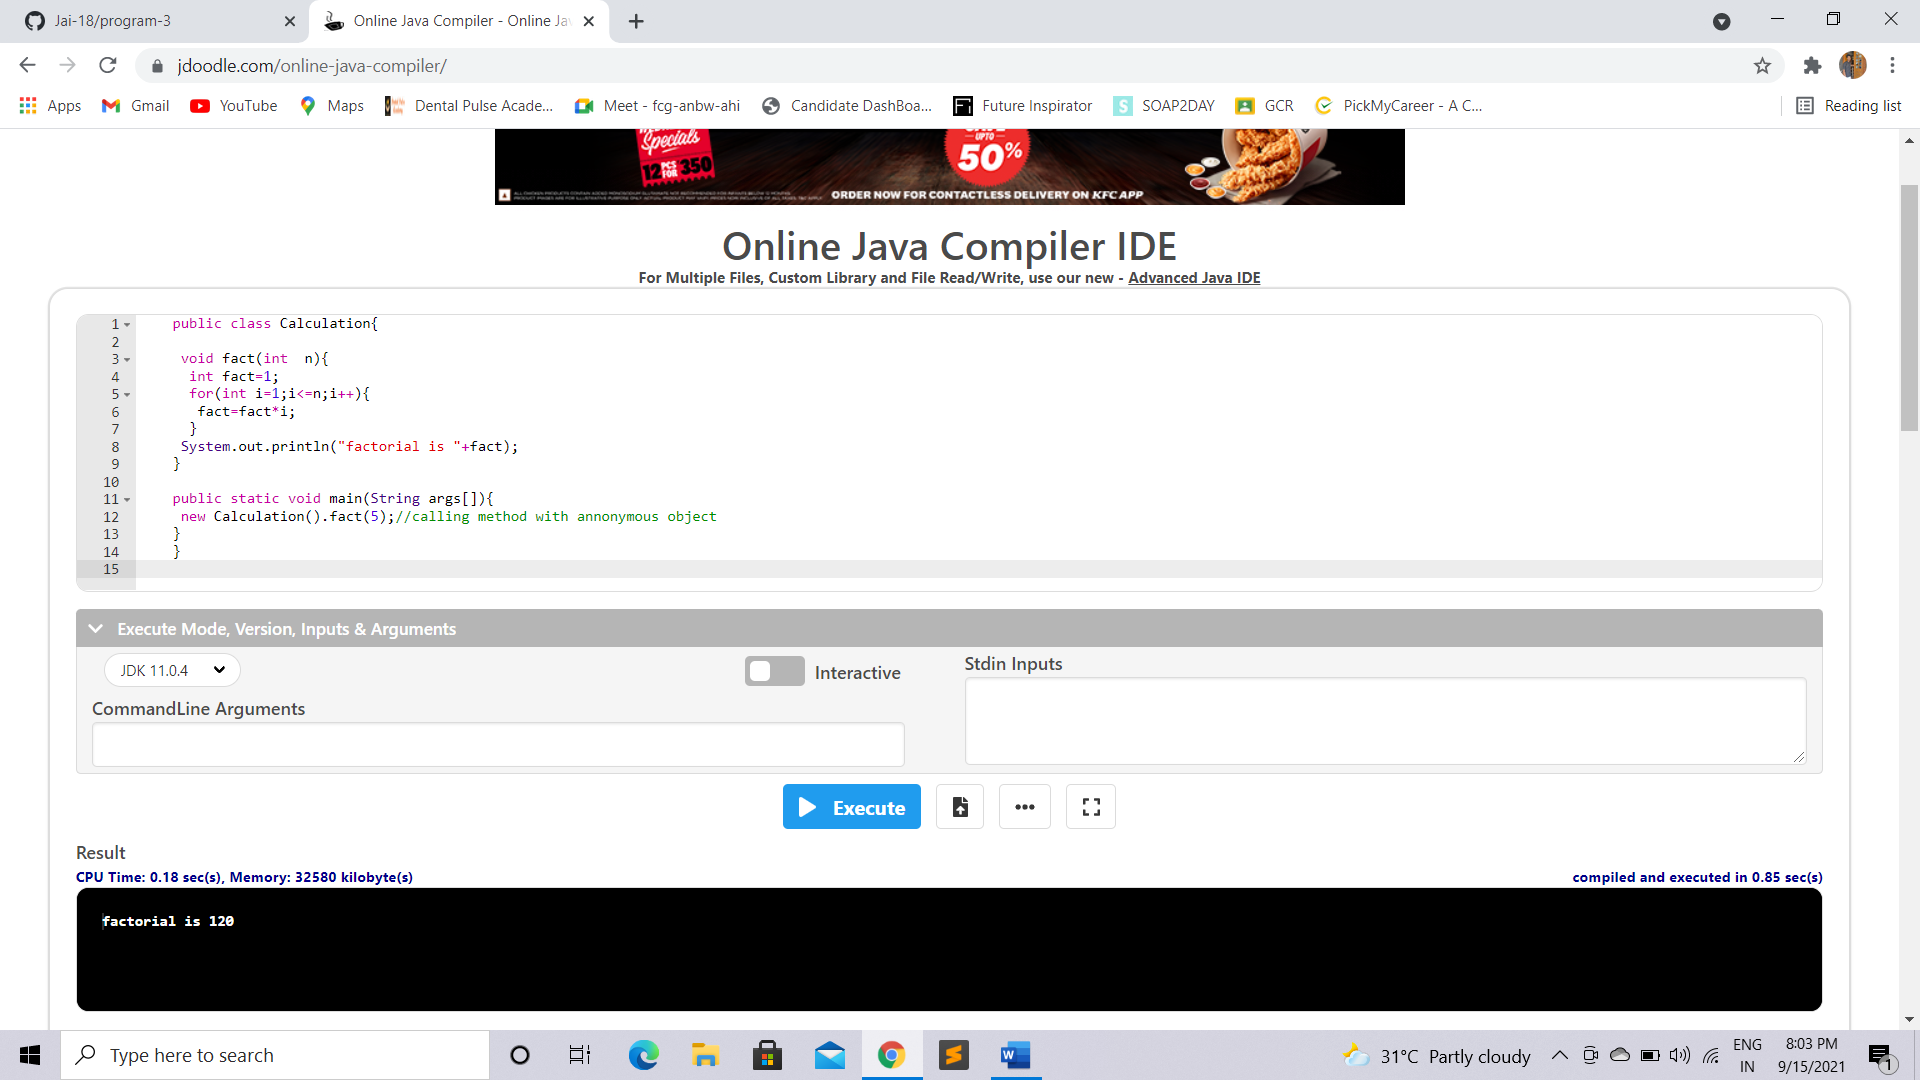 Jai-18/program-3
Online Java Compiler - Online Jav
jdoodle.com/online-java-compiler/
Apps
Gmail
YouTube
Maps
Dental Pulse Acade...
Meet - fcg-anbw-ahi
Candidate DashBoa...
Future Inspirator
SOAP2DAY
GCR
PickMyCareer - A C...
Reading list
Specials
12 PCS FOR ₹350
UPTO
50%
ORDER NOW FOR CONTACTLESS DELIVERY ON KFC APP
Online Java Compiler IDE
For Multiple Files, Custom Library and File Read/Write, use our new - Advanced Java IDE
1 public class Calculation{
2
3 void fact(int  n){
4 int fact=1;
5 for(int i=1;i<=n;i++){
6 fact=fact*i;
7 }
8 System.out.println("factorial is "+fact);
9 }
10
11 public static void main(String args[]){
12 new Calculation().fact(5);//calling method with annonymous object
13 }
14 }
15
Execute Mode, Version, Inputs & Arguments
JDK 11.0.4
Interactive
Stdin Inputs
CommandLine Arguments
Execute
Result
CPU Time: 0.18 sec(s), Memory: 32580 kilobyte(s)
compiled and executed in 0.85 sec(s)
factorial is 120
Type here to search
31°C Partly cloudy
ENG
IN
8:03 PM
9/15/2021
1